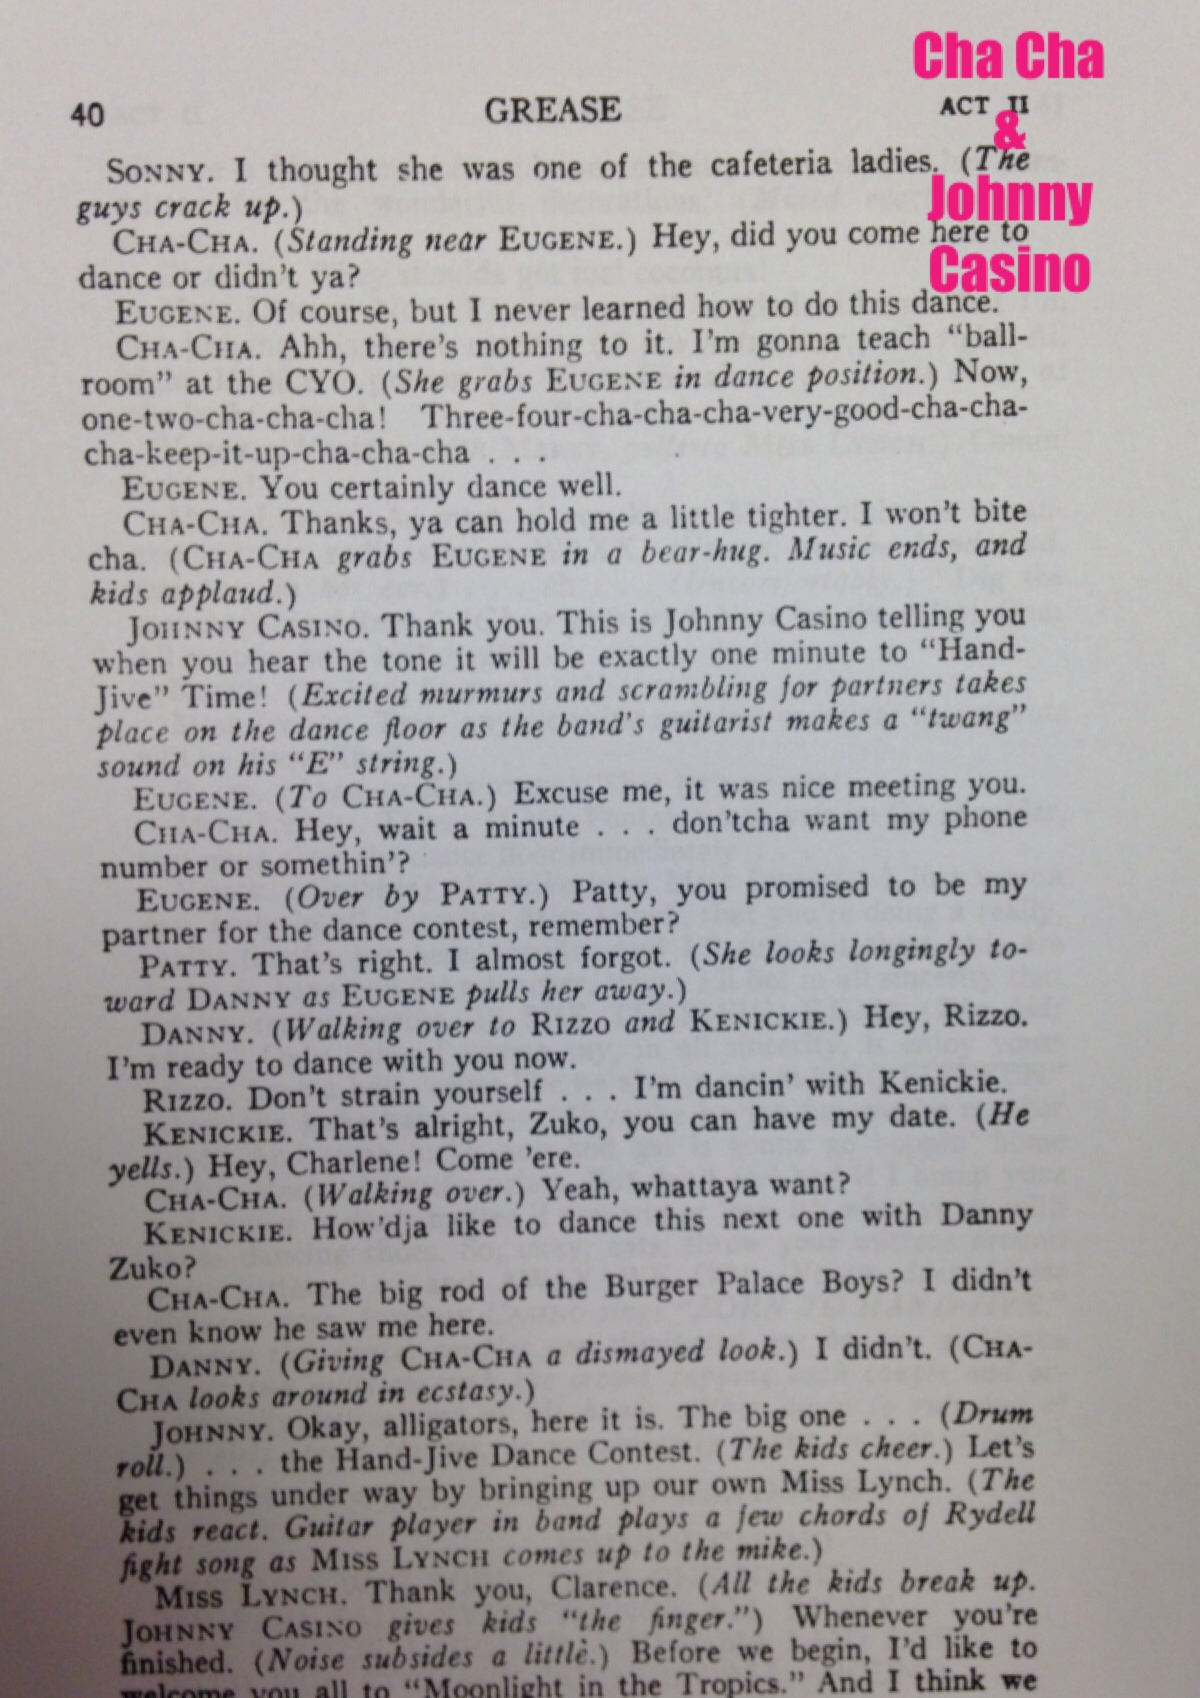 Cha Cha
40 GREASE ACT II
&
SONNY. I thought she was one of the cafeteria ladies. (The
Johnny
guys crack up.)
CHA-CHA. (Standing near EUGENE.) Hey, did you come here to
Casino
dance or didn't ya?
EUGENE. Of course, but I never learned how to do this dance.
CHA-CHA. Ahh, there's nothing to it. I'm gonna teach "ball-
room" at the CYO. (She grabs EUGENE in dance position.) Now,
one-two-cha-cha-cha! Three-four-cha-cha-cha-very-good-cha-cha-
cha-keep-it-up-cha-cha-cha . . .
EUGENE. You certainly dance well.
CHA-CHA. Thanks, ya can hold me a little tighter. I won't bite
cha. (CHA-CHA grabs EUGENE in a bear-hug. Music ends, and
kids applaud.)
JOHNNY CASINO. Thank you. This is Johnny Casino telling you
when you hear the tone it will be exactly one minute to "Hand-
Jive" Time! (Excited murmurs and scrambling for partners takes
place on the dance floor as the band's guitarist makes a "twang"
sound on his "E" string.)
EUGENE. (To CHA-CHA.) Excuse me, it was nice meeting you.
CHA-CHA. Hey, wait a minute . . . don'tcha want my phone
number or somethin'?
EUGENE. (Over by PATTY.) Patty, you promised to be my
partner for the dance contest, remember?
PATTY. That's right. I almost forgot. (She looks longingly to-
ward DANNY as EUGENE pulls her away.)
DANNY. (Walking over to RIZZO and KENICKIE.) Hey, Rizzo.
I'm ready to dance with you now.
RIZZO. Don't strain yourself . . . I'm dancin' with Kenickie.
KENICKIE. That's alright, Zuko, you can have my date. (He
yells.) Hey, Charlene! Come 'ere.
CHA-CHA. (Walking over.) Yeah, whattaya want?
KENICKIE. How'dja like to dance this next one with Danny
Zuko?
CHA-CHA. The big rod of the Burger Palace Boys? I didn't
even know he saw me here.
DANNY. (Giving CHA-CHA a dismayed look.) I didn't. (CHA-
CHA looks around in ecstasy.)
JOHNNY. Okay, alligators, here it is. The big one . . . (Drum
roll.) . . . the Hand-Jive Dance Contest. (The kids cheer.) Let's
get things under way by bringing up our own Miss Lynch. (The
kids react. Guitar player in band plays a few chords of Rydell
fight song as MISS LYNCH comes up to the mike.)
MISS LYNCH. Thank you, Clarence. (All the kids break up.
JOHNNY CASINO gives kids "the finger.") Whenever you're
finished. (Noise subsides a little.) Before we begin, I'd like to
welcome you all to "Moonlight in the Tropics." And I think we